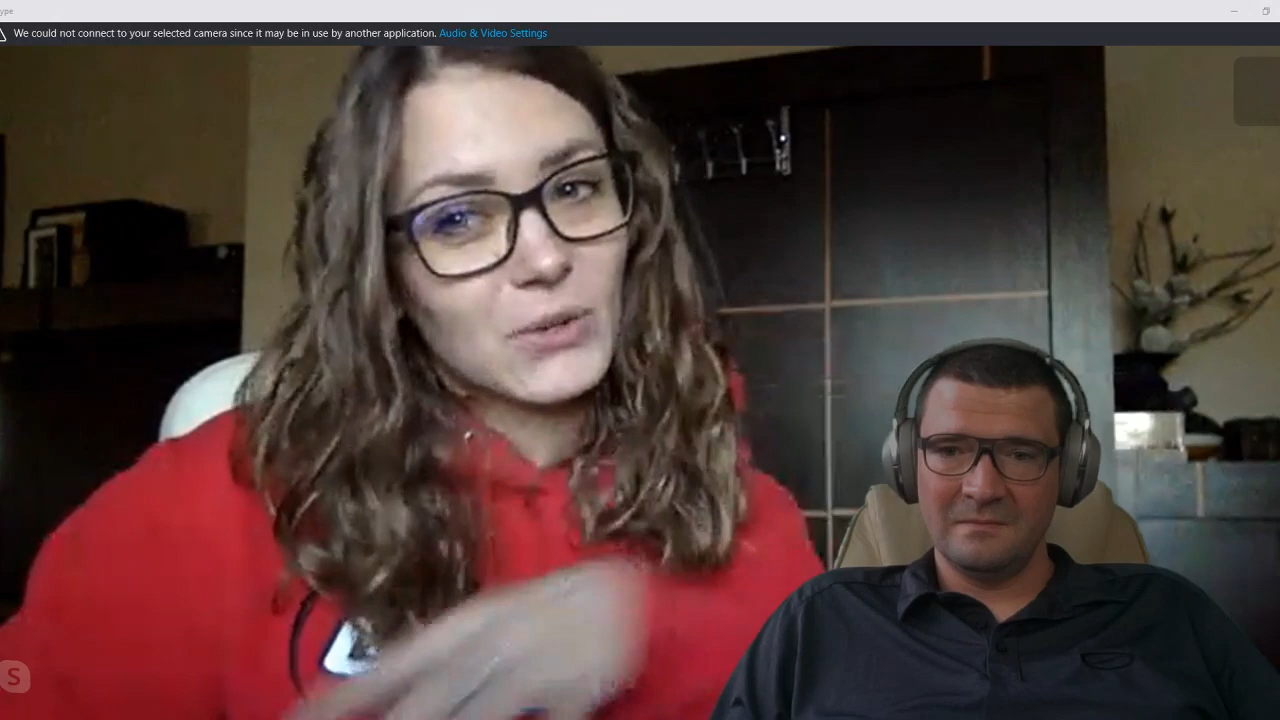 ype
We could not connect to your selected camera since it may be in use by another application. Audio & Video Settings
S